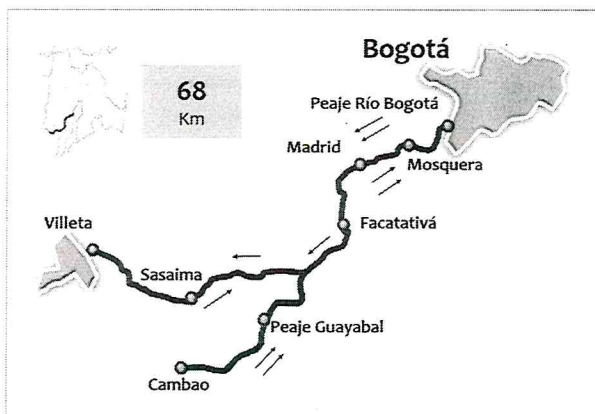 Bogotá
68
Km
Peaje Río Bogotá
Madrid
Mosquera
Villeta
Facatativá
Sasaima
Peaje Guayabal
Cambao